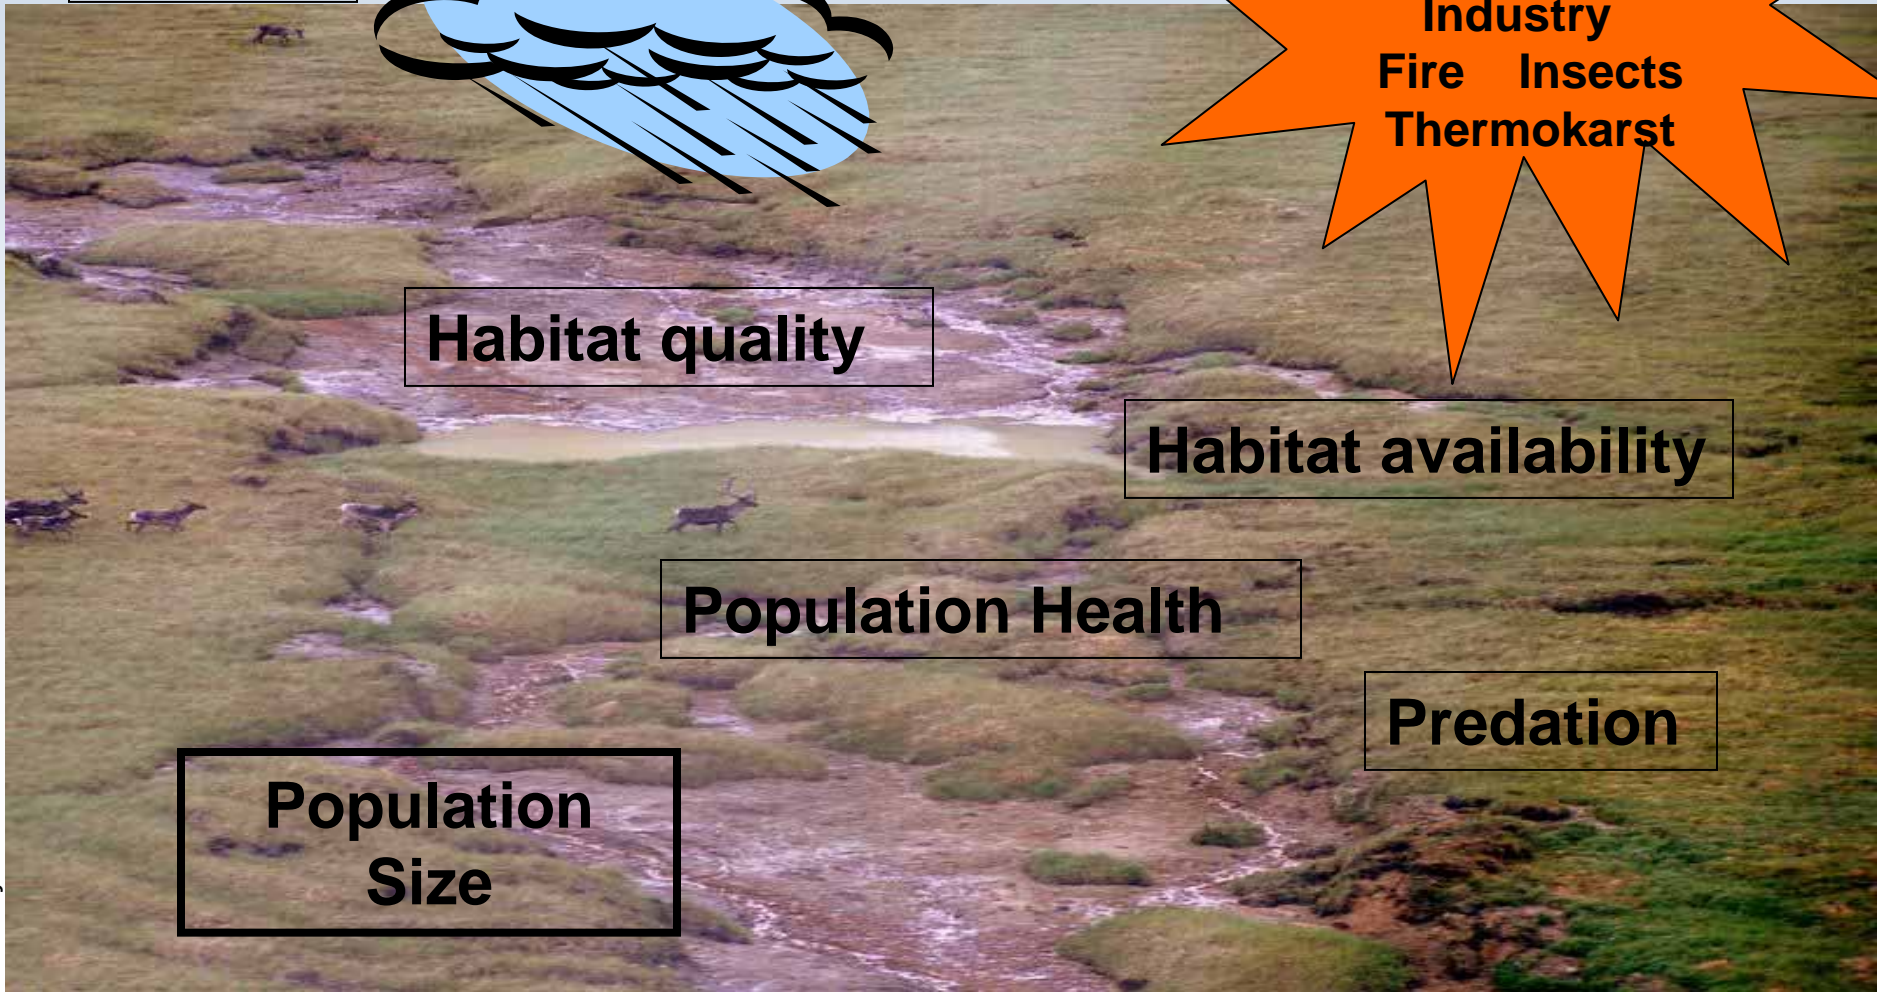 Industry
Fire Insects
Thermokarst
Habitat quality
Habitat availability
Population Health
Predation
Population
Size